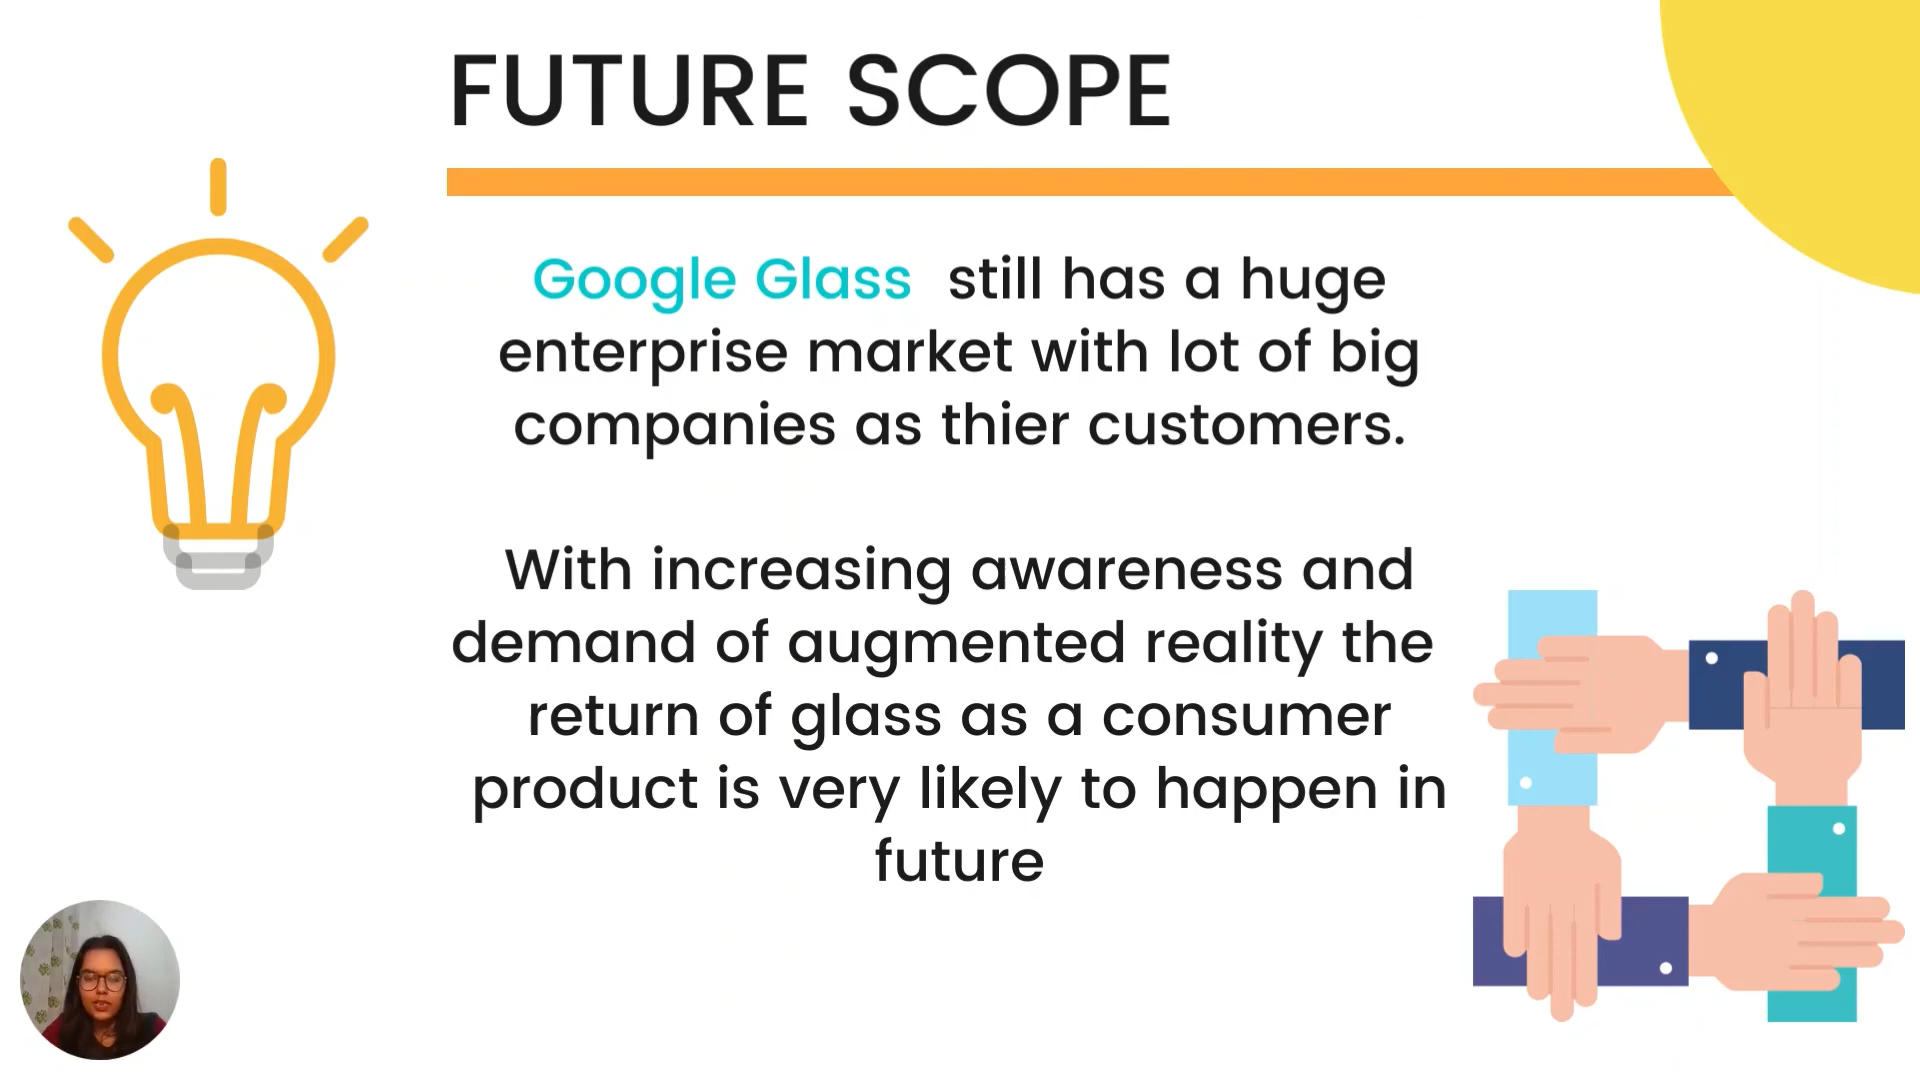 FUTURE SCOPE
Google Glass still has a huge
enterprise market with lot of big
companies as thier customers.
With increasing awareness and
demand of augmented reality the
return of glass as a consumer
product is very likely to happen in
future